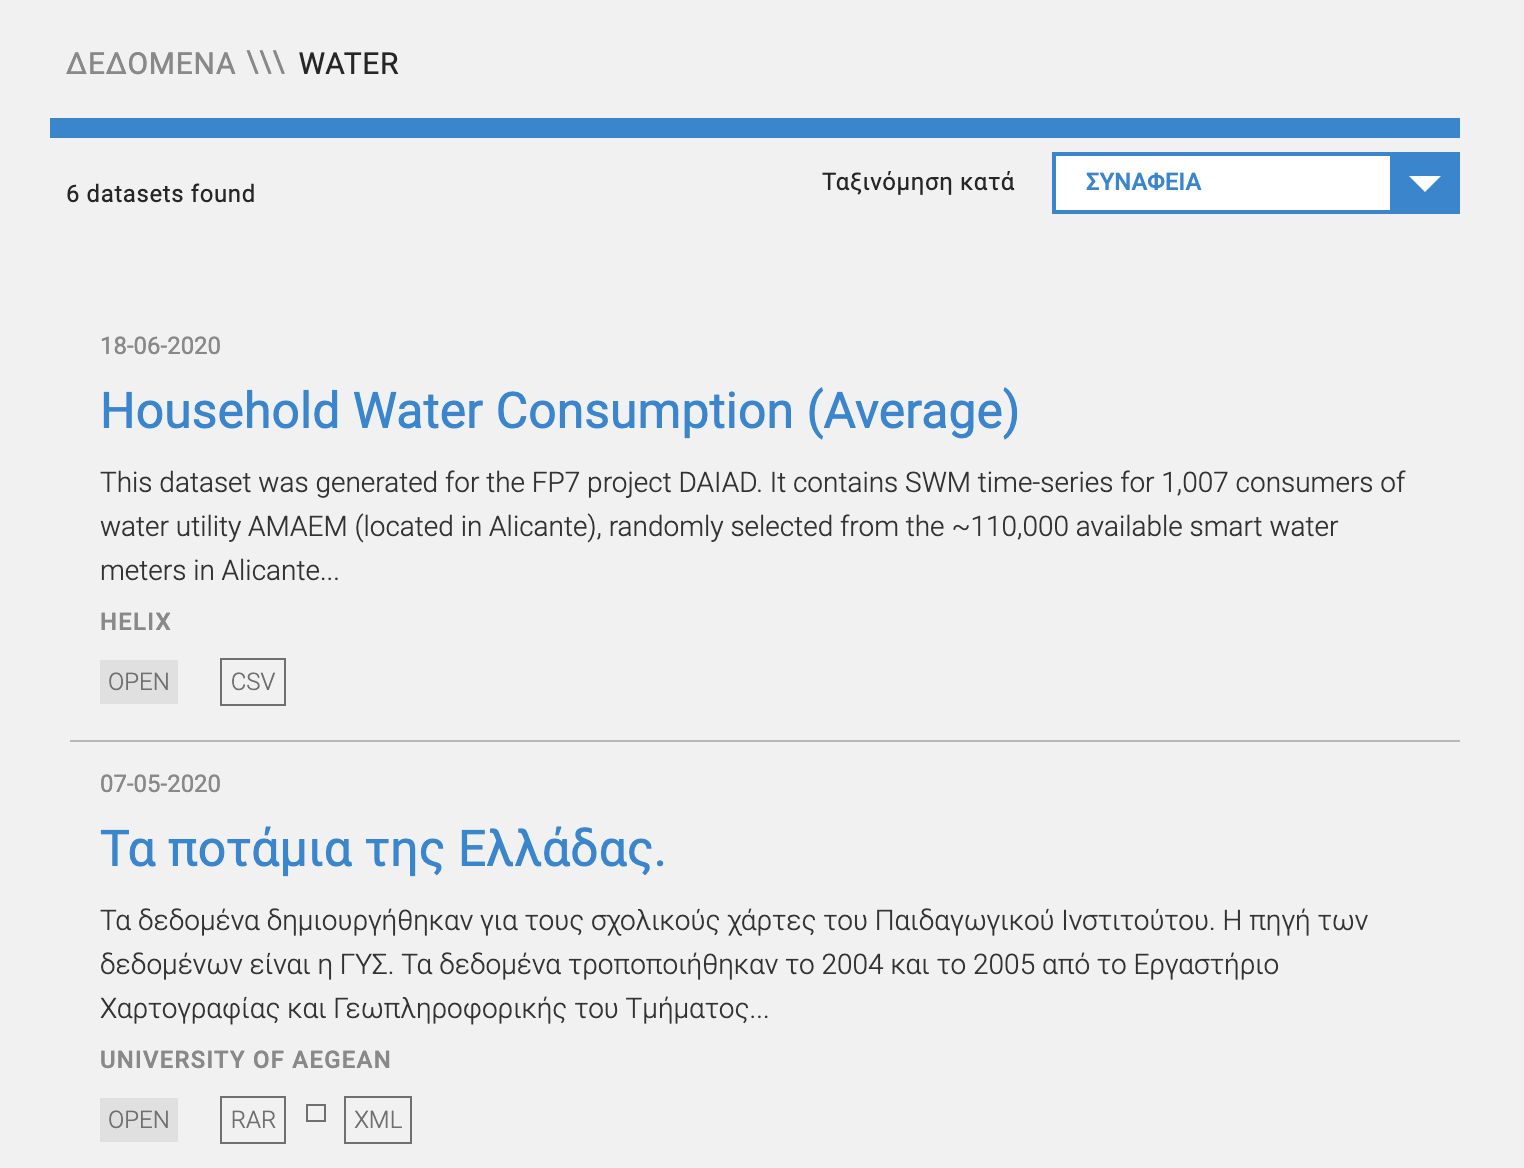 ΔΕΔΟΜΕΝΑ \\\ WATER
6 datasets found
Ταξινόμηση κατά
ΣΥΝΑΦΕΙΑ
18-06-2020
Household Water Consumption (Average)
This dataset was generated for the FP7 project DAIAD. It contains SWM time-series for 1,007 consumers of
water utility AMAEM (located in Alicante), randomly selected from the ~110,000 available smart water
meters in Alicante...
HELIX
OPEN CSV
07-05-2020
Τα ποτάμια της Ελλάδας.
Τα δεδομένα δημιουργήθηκαν για τους σχολικούς χάρτες του Παιδαγωγικού Ινστιτούτου. Η πηγή των
δεδομένων είναι η ΓΥΣ. Τα δεδομένα τροποποιήθηκαν το 2004 και το 2005 από το Εργαστήριο
Χαρτογραφίας και Γεωπληροφορικής του Τμήματος...
UNIVERSITY OF AEGEAN
OPEN RAR XML